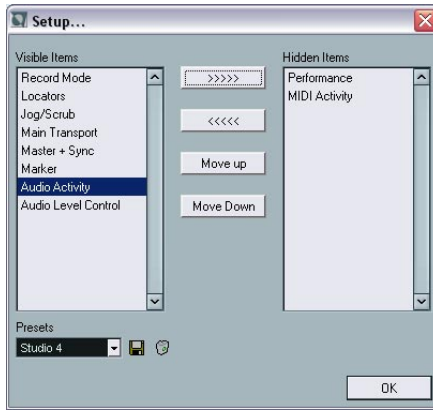 Setup...
Visible Items
Record Mode
Locators
Jog/Scrub
Main Transport
Master + Sync
Marker
Audio Activity
Audio Level Control
>>>>>
<<<<<
Move up
Move Down
Hidden Items
Performance
MIDI Activity
Presets
Studio 4
OK